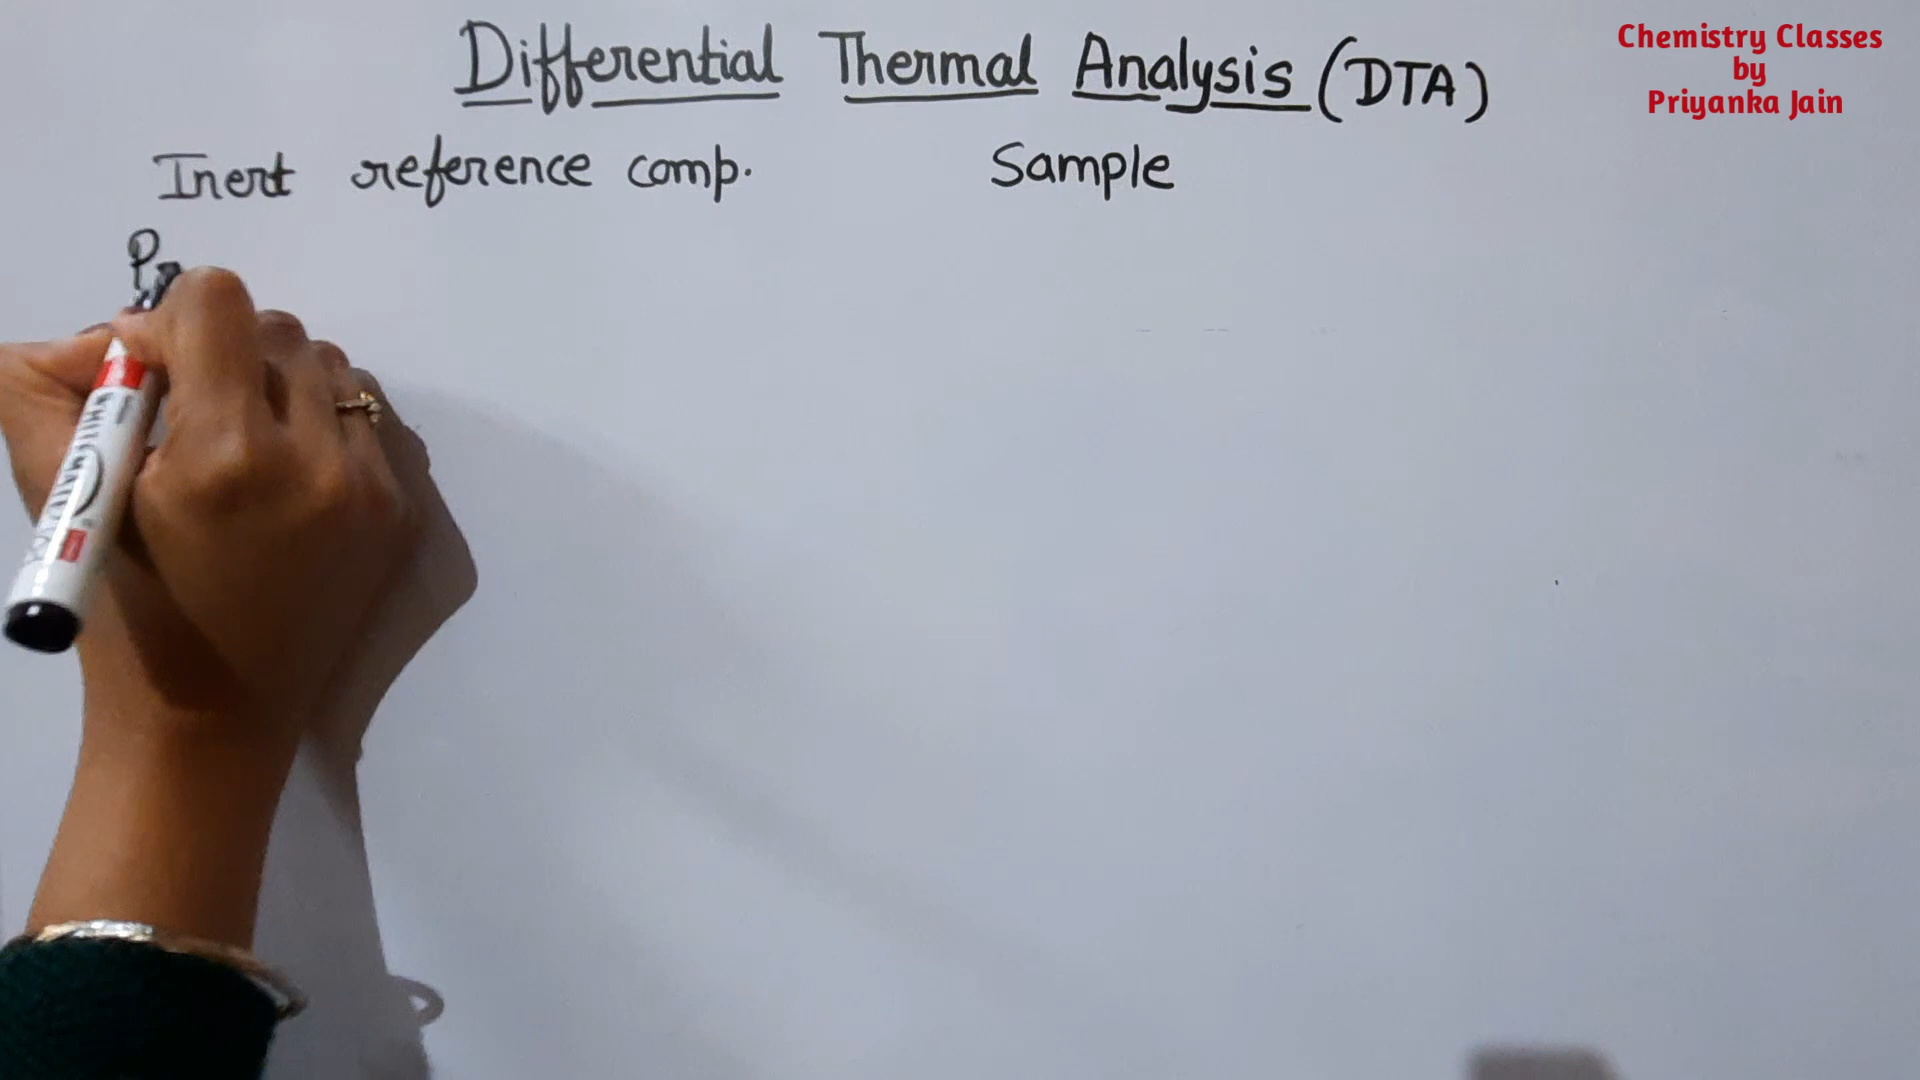 Differential Thermal Analysis (DTA)
Chemistry Classes
by
Priyanka Jain
Inert reference comp.
Sample